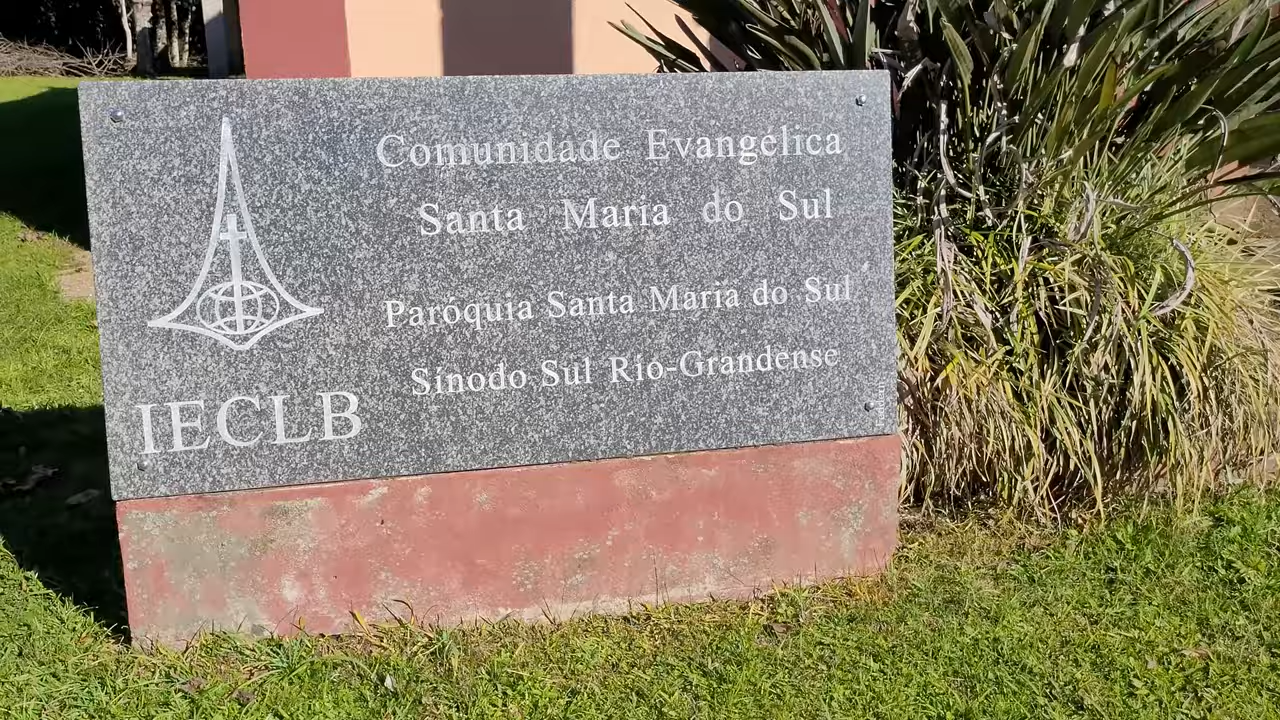 Comunidade Evangélica
Santa Maria do Sul
Paróquia Santa Maria do Sul
Sínodo Sul Rio-Grandense
IECLB